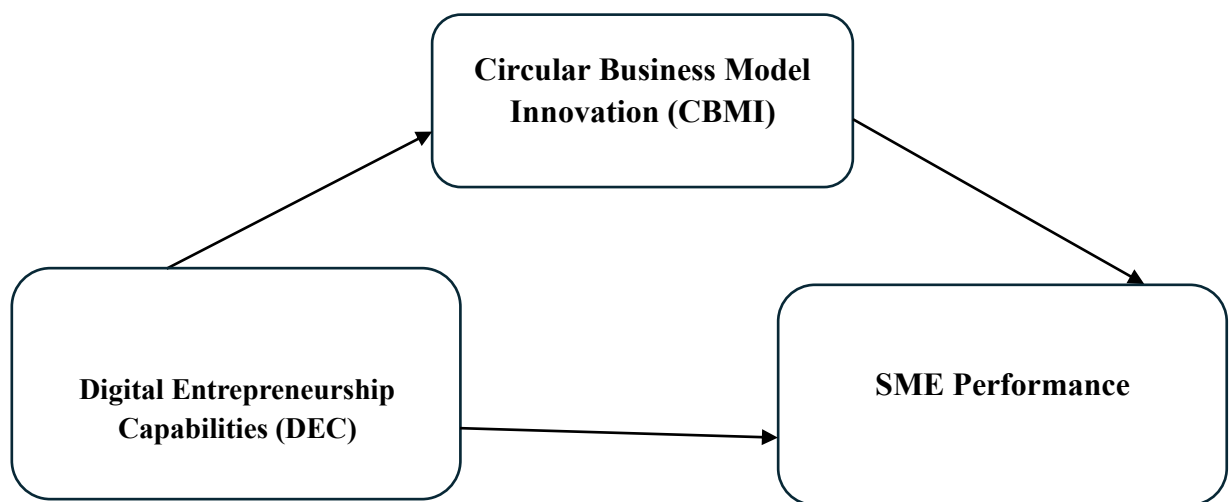 Circular Business Model
Innovation (CBMI)
Digital Entrepreneurship
Capabilities (DEC)
SME Performance